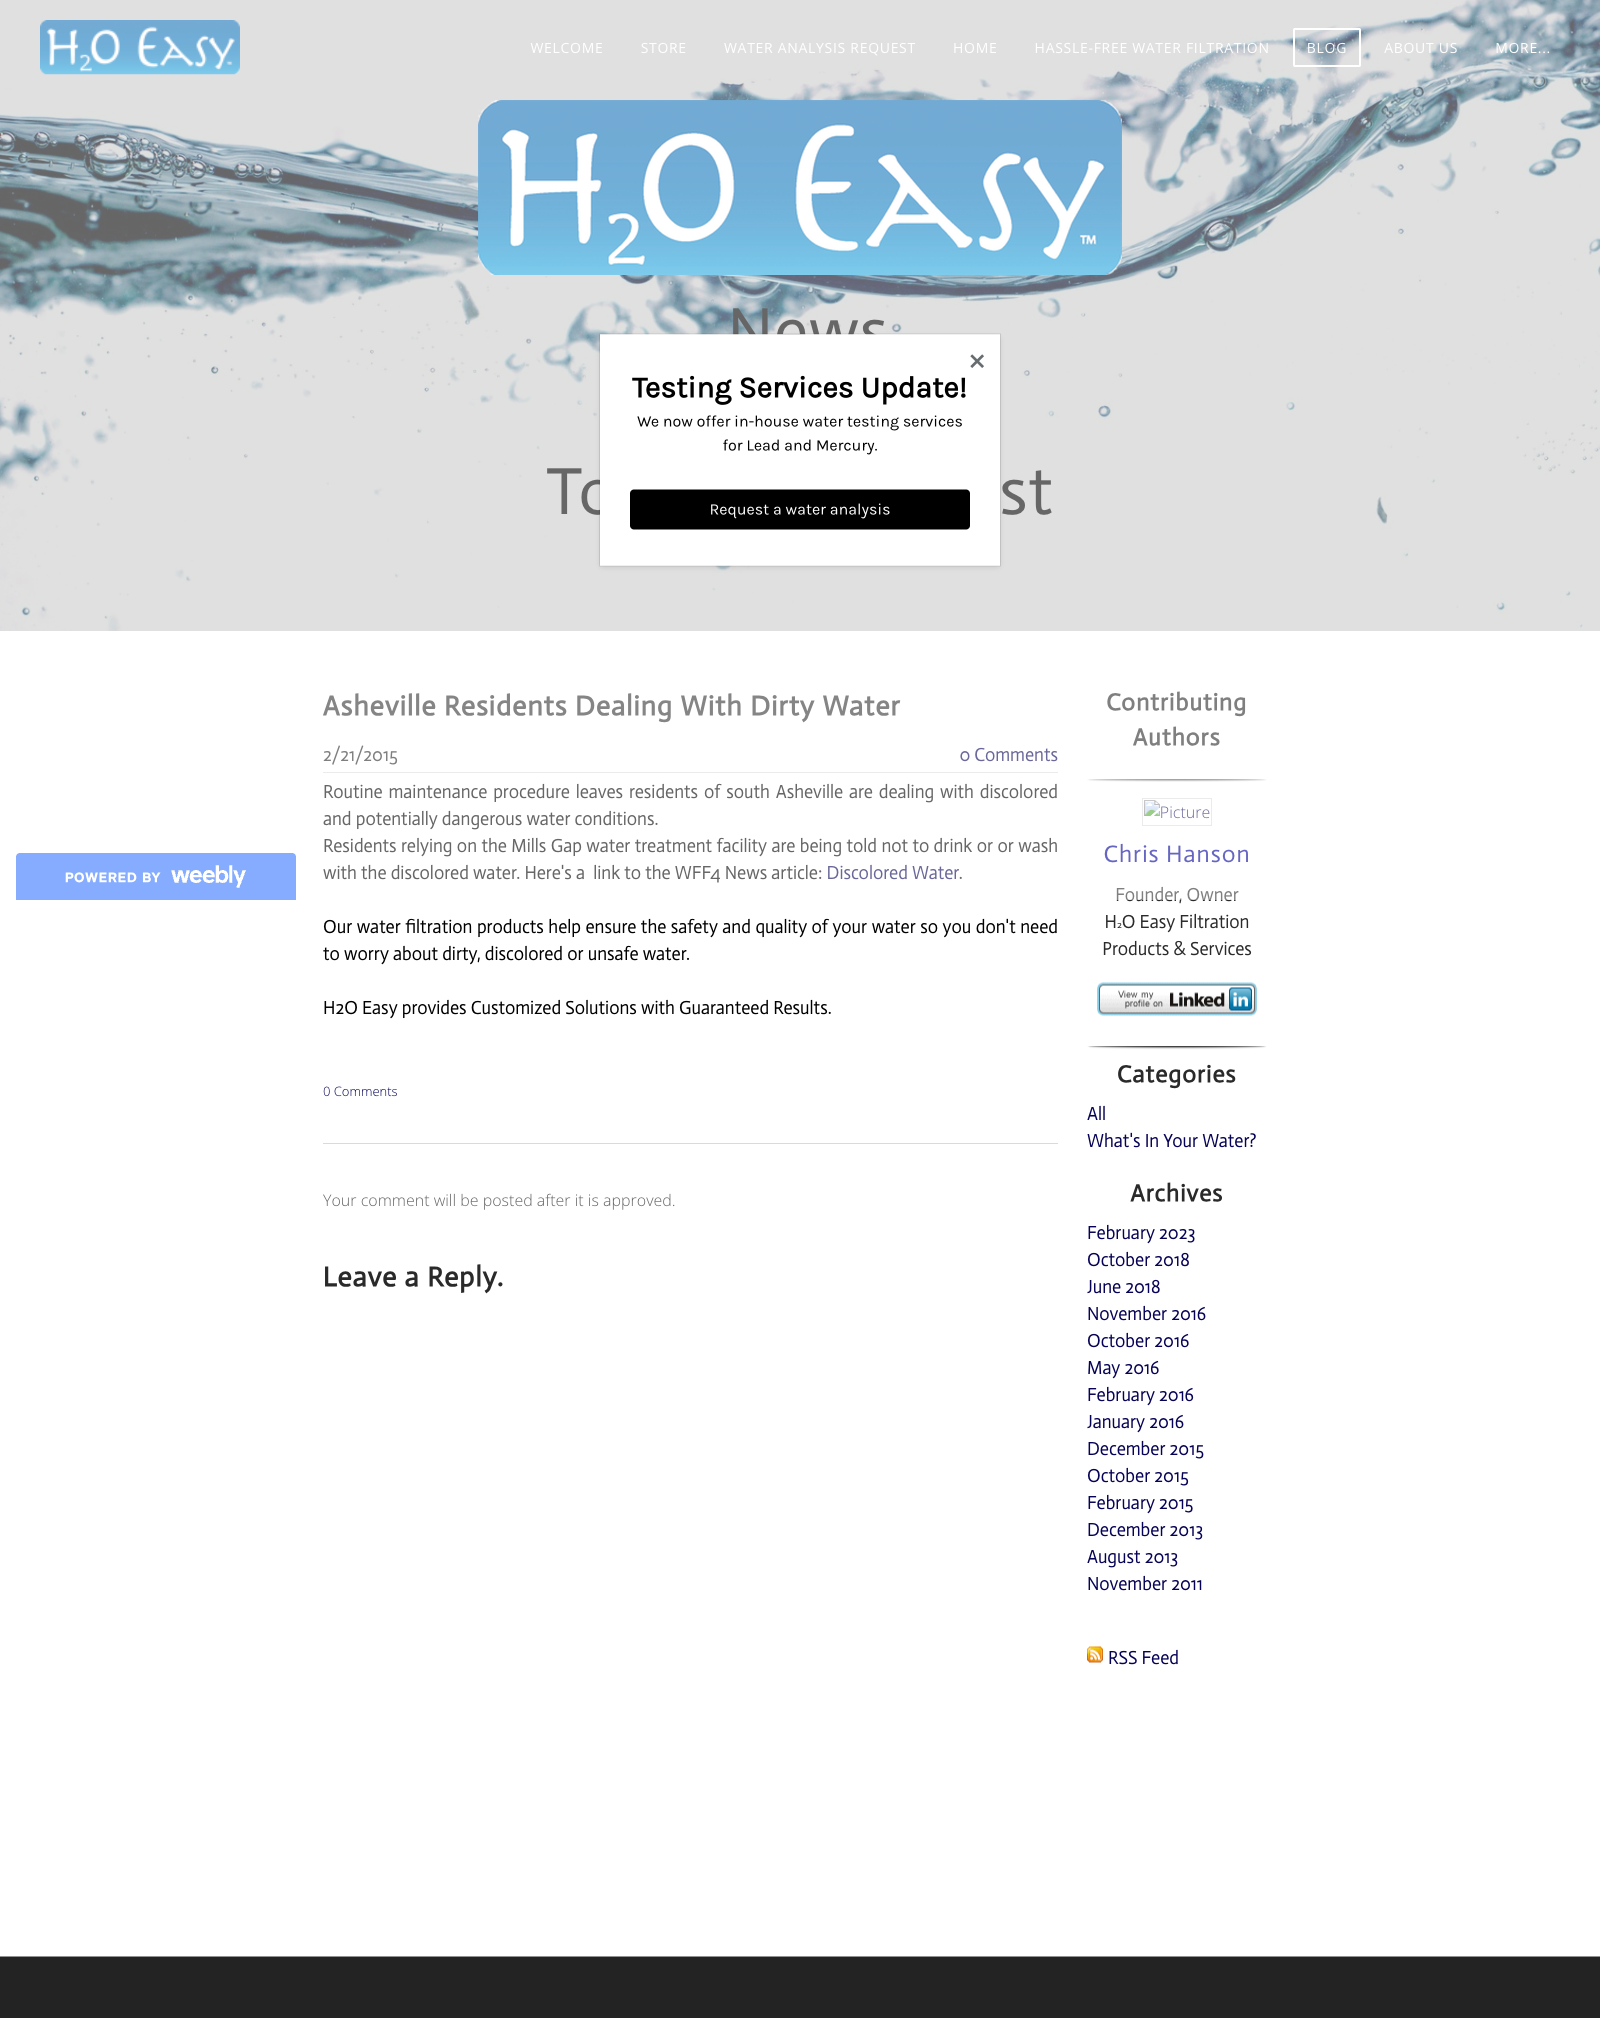 H2O EASY™
WELCOME
STORE
WATER ANALYSIS REQUEST
HOME
HASSLE-FREE WATER FILTRATION
BLOG
ABOUT US
MORE...
H2O EASY™
News
Testing Services Update!
We now offer in-house water testing services
for Lead and Mercury.
Request a water analysis
Asheville Residents Dealing With Dirty Water
2/21/2015
0 Comments
Routine maintenance procedure leaves residents of south Asheville are dealing with discolored
and potentially dangerous water conditions.
Residents relying on the Mills Gap water treatment facility are being told not to drink or or wash
with the discolored water. Here's a link to the WFF4 News article: Discolored Water.
Our water filtration products help ensure the safety and quality of your water so you don't need
to worry about dirty, discolored or unsafe water.
H2O Easy provides Customized Solutions with Guaranteed Results.
0 Comments
Your comment will be posted after it is approved.
Leave a Reply.
POWERED BY weebly
Contributing
Authors
Picture
Chris Hanson
Founder, Owner
H₂O Easy Filtration
Products & Services
View my
profile on
Linked in
Categories
All
What's In Your Water?
Archives
February 2023
October 2018
June 2018
November 2016
October 2016
May 2016
February 2016
January 2016
December 2015
October 2015
February 2015
December 2013
August 2013
November 2011
RSS Feed